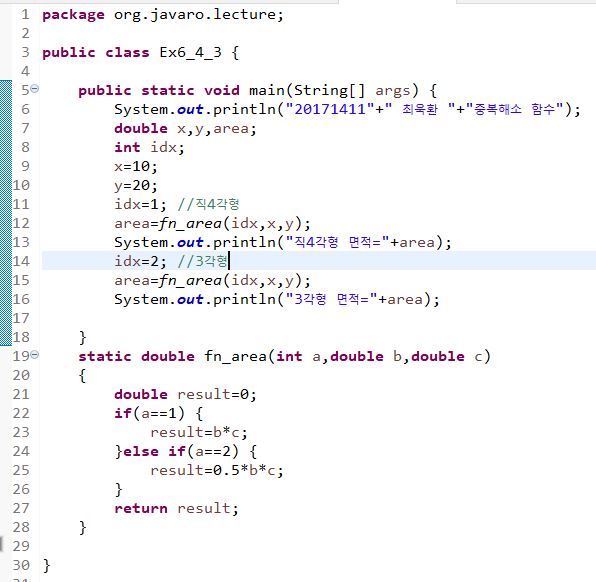 1 package org.javaro.lecture;
2
3 public class Ex6_4_3 {
4
5     public static void main(String[] args) {
6         System.out.println("20171411"+" 최욱환 "+"중복해소 함수");
7         double x,y,area;
8         int idx;
9         x=10;
10         y=20;
11         idx=1; //직4각형
12         area=fn_area(idx,x,y);
13         System.out.println("직4각형 면적="+area);
14         idx=2; //3각형
15         area=fn_area(idx,x,y);
16         System.out.println("3각형 면적="+area);
17
18     }
19     static double fn_area(int a,double b,double c)
20     {
21         double result=0;
22         if(a==1) {
23             result=b*c;
24         }else if(a==2) {
25             result=0.5*b*c;
26         }
27         return result;
28     }
29
30 }